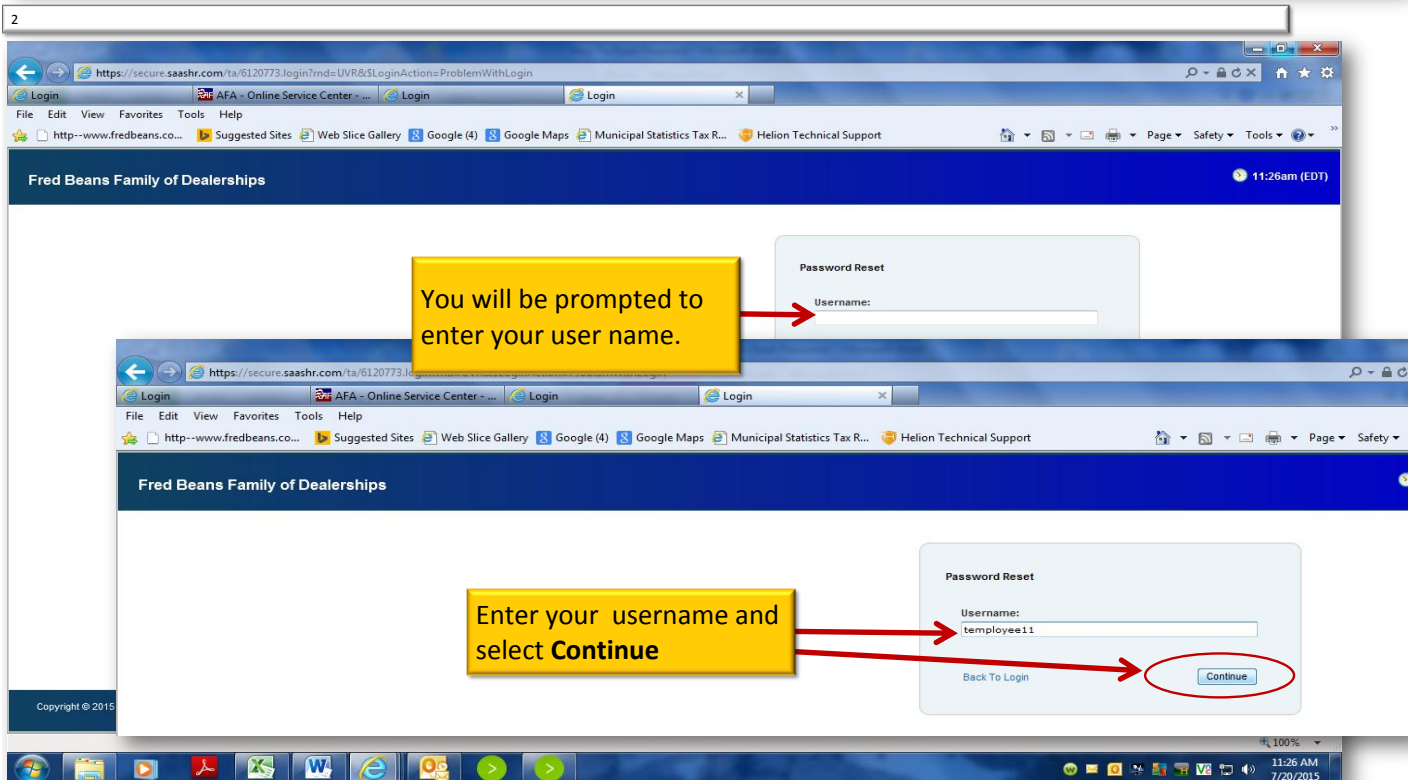 2
https://secure.saashr.com/ta/6120773.login?rnd=UVR&$LoginAction=ProblemWithLogin
Login AFA - Online Service Center - ... Login Login
File Edit View Favorites Tools Help
http--www.fredbeans.co... Suggested Sites Web Slice Gallery Google (4) Google Maps Municipal Statistics Tax R... Helion Technical Support Page Safety Tools
Fred Beans Family of Dealerships 11:26am (EDT)
Password Reset
Username:
You will be prompted to
enter your user name.
https://secure.saashr.com/ta/6120773.l
Login AFA - Online Service Center - ... Login Login
File Edit View Favorites Tools Help
http--www.fredbeans.co... Suggested Sites Web Slice Gallery Google (4) Google Maps Municipal Statistics Tax R... Helion Technical Support Page Safety
Fred Beans Family of Dealerships
Password Reset
Username:
temployee11
Enter your username and
select Continue
Back To Login Continue
Copyright © 2015
100%
11:26 AM
7/20/2015